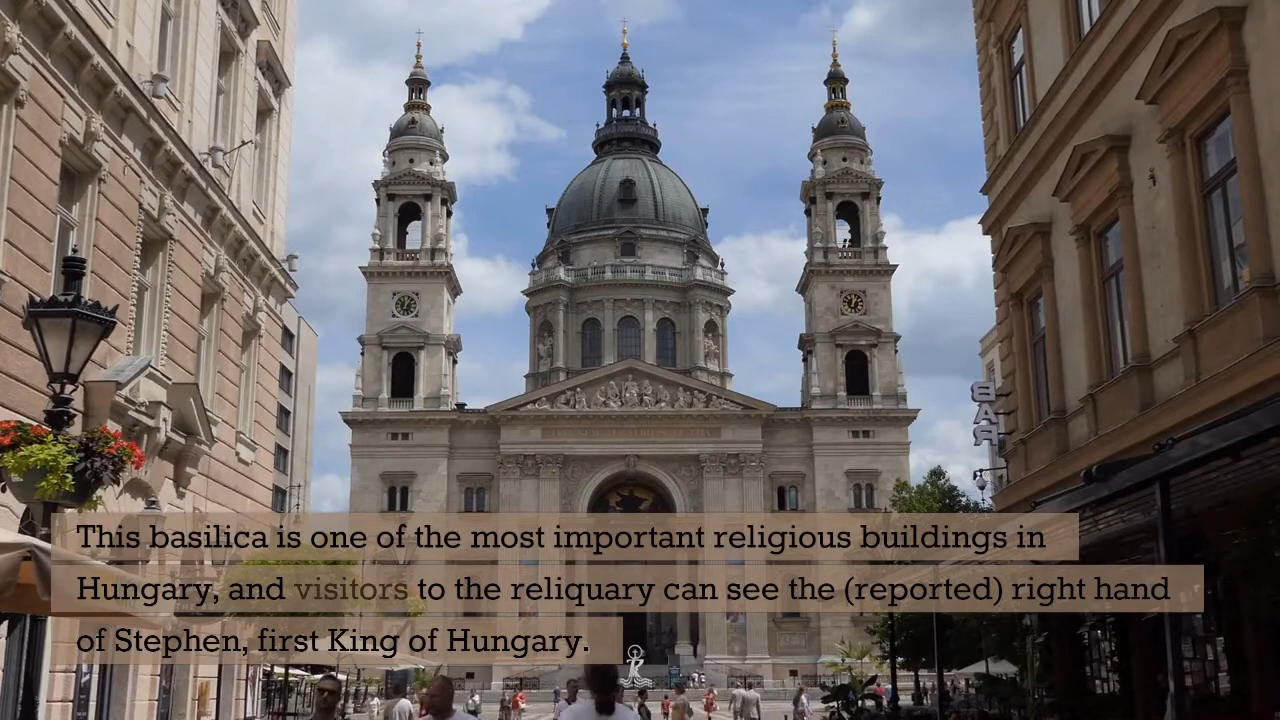 BAR
This basilica is one of the most important religious buildings in
Hungary, and visitors to the reliquary can see the (reported) right hand
of Stephen, first King of Hungary.